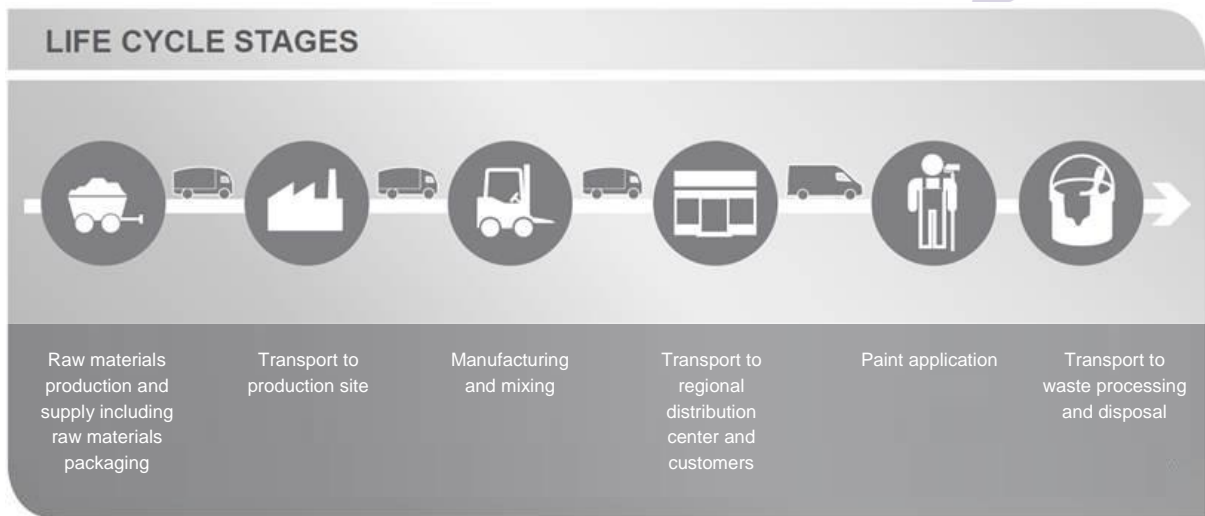 LIFE CYCLE STAGES
Raw materials
production and
supply including
raw materials
packaging
Transport to
production site
Manufacturing
and mixing
Transport to
regional
distribution
center and
customers
Paint application
Transport to
waste processing
and disposal